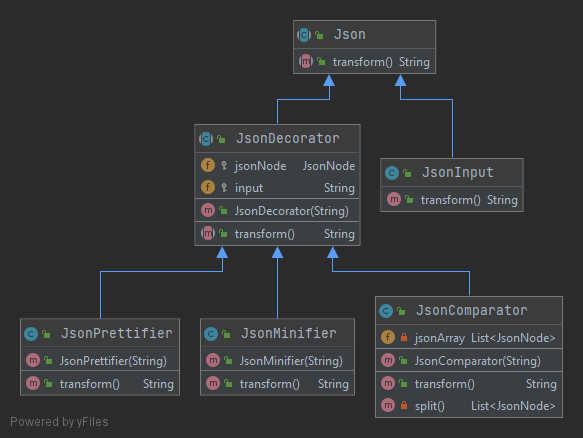 Json
transform() String
JsonDecorator
jsonNode JsonNode
input String
JsonDecorator(String)
transform() String
JsonInput
transform() String
JsonPrettifier
JsonPrettifier(String)
transform() String
JsonMinifier
JsonMinifier(String)
transform() String
JsonComparator
jsonArray List<JsonNode>
JsonComparator(String)
transform() String
split() List<JsonNode>
Powered by yFiles